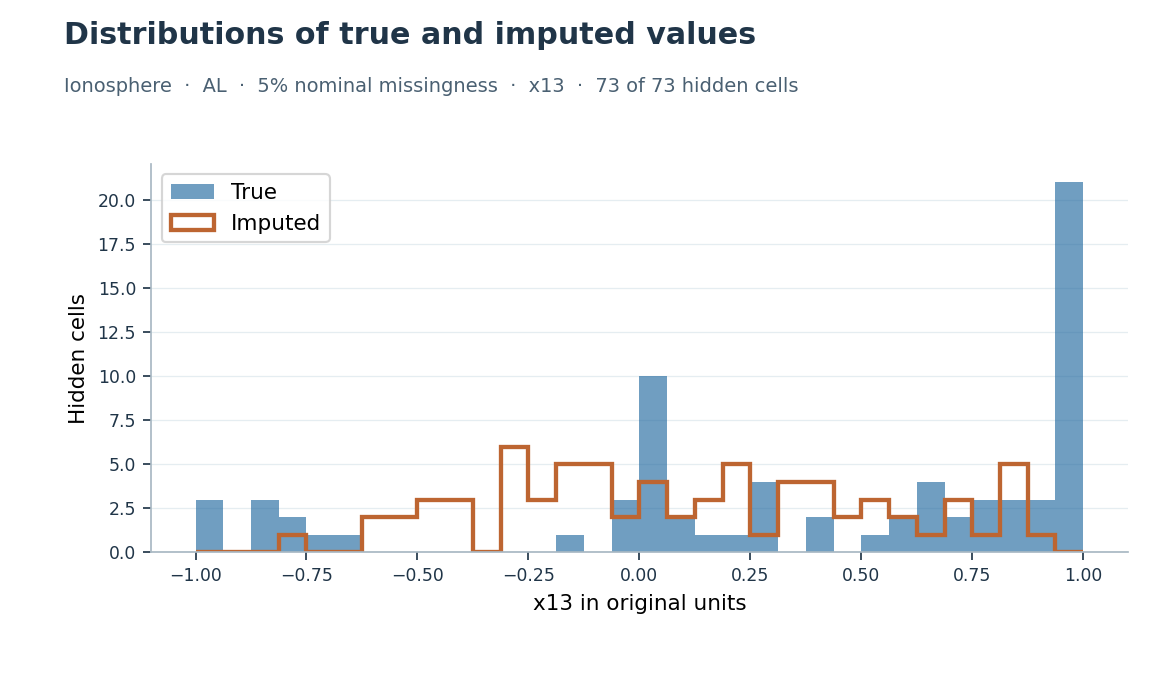 Distributions of true and imputed values
Ionosphere · AL · 5% nominal missingness · x13 · 73 of 73 hidden cells
True
Imputed
Hidden cells
20.0
17.5
15.0
12.5
10.0
7.5
5.0
2.5
0.0
−1.00 −0.75 −0.50 −0.25 0.00 0.25 0.50 0.75 1.00
x13 in original units